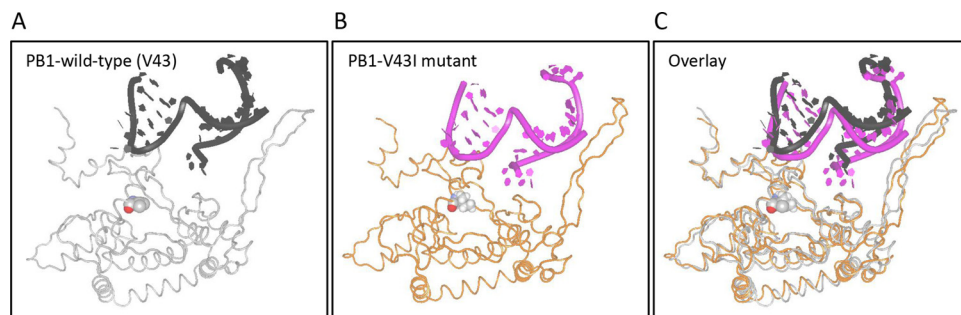 A
B
C
PB1-wild-type (V43)
PB1-V43I mutant
Overlay